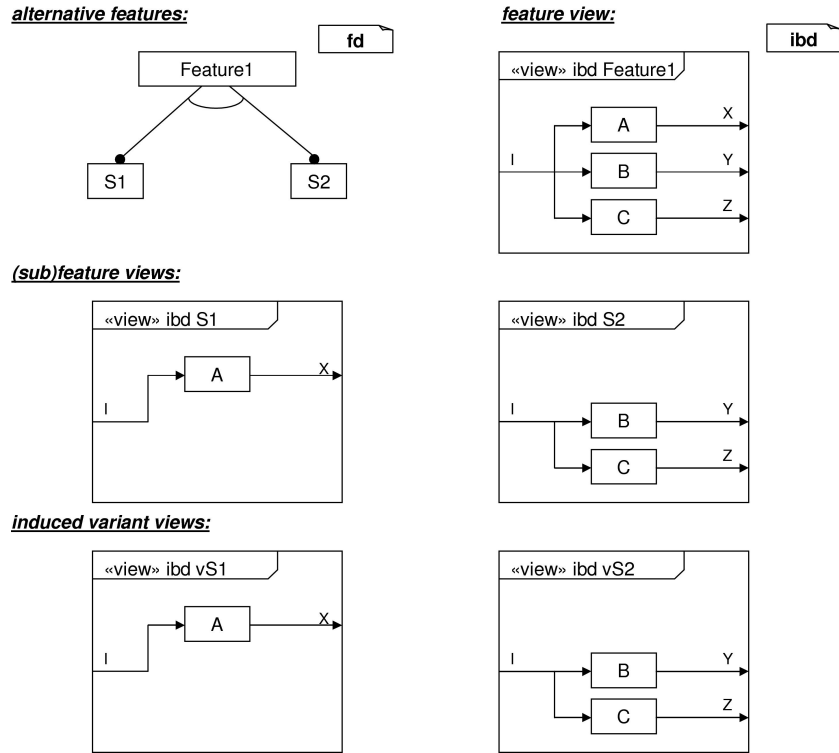 alternative features:
fd
Feature1
S1
S2
feature view:
ibd
«view» ibd Feature1
I
A
X
B
Y
C
Z
(sub)feature views:
«view» ibd S1
I
A
X
«view» ibd S2
I
B
Y
C
Z
induced variant views:
«view» ibd vS1
I
A
X
«view» ibd vS2
I
B
Y
C
Z